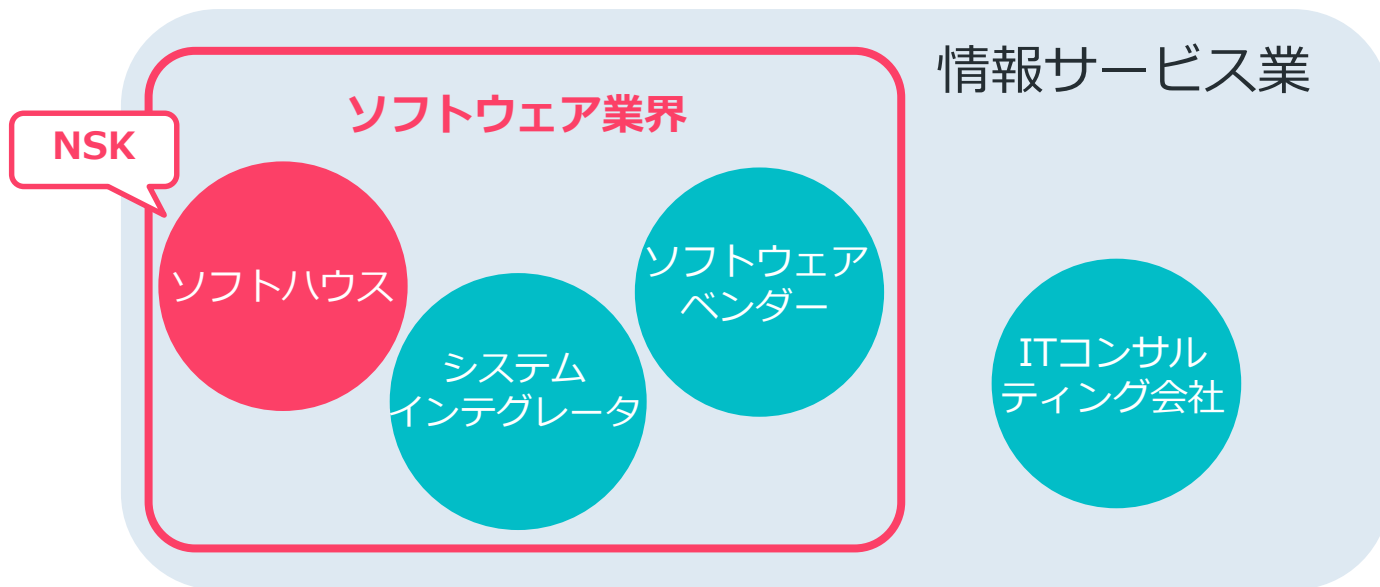 情報サービス業
ソフトウェア業界
NSK
ソフトハウス
システム
インテグレータ
ソフトウェア
ベンダー
ITコンサル
ティング会社